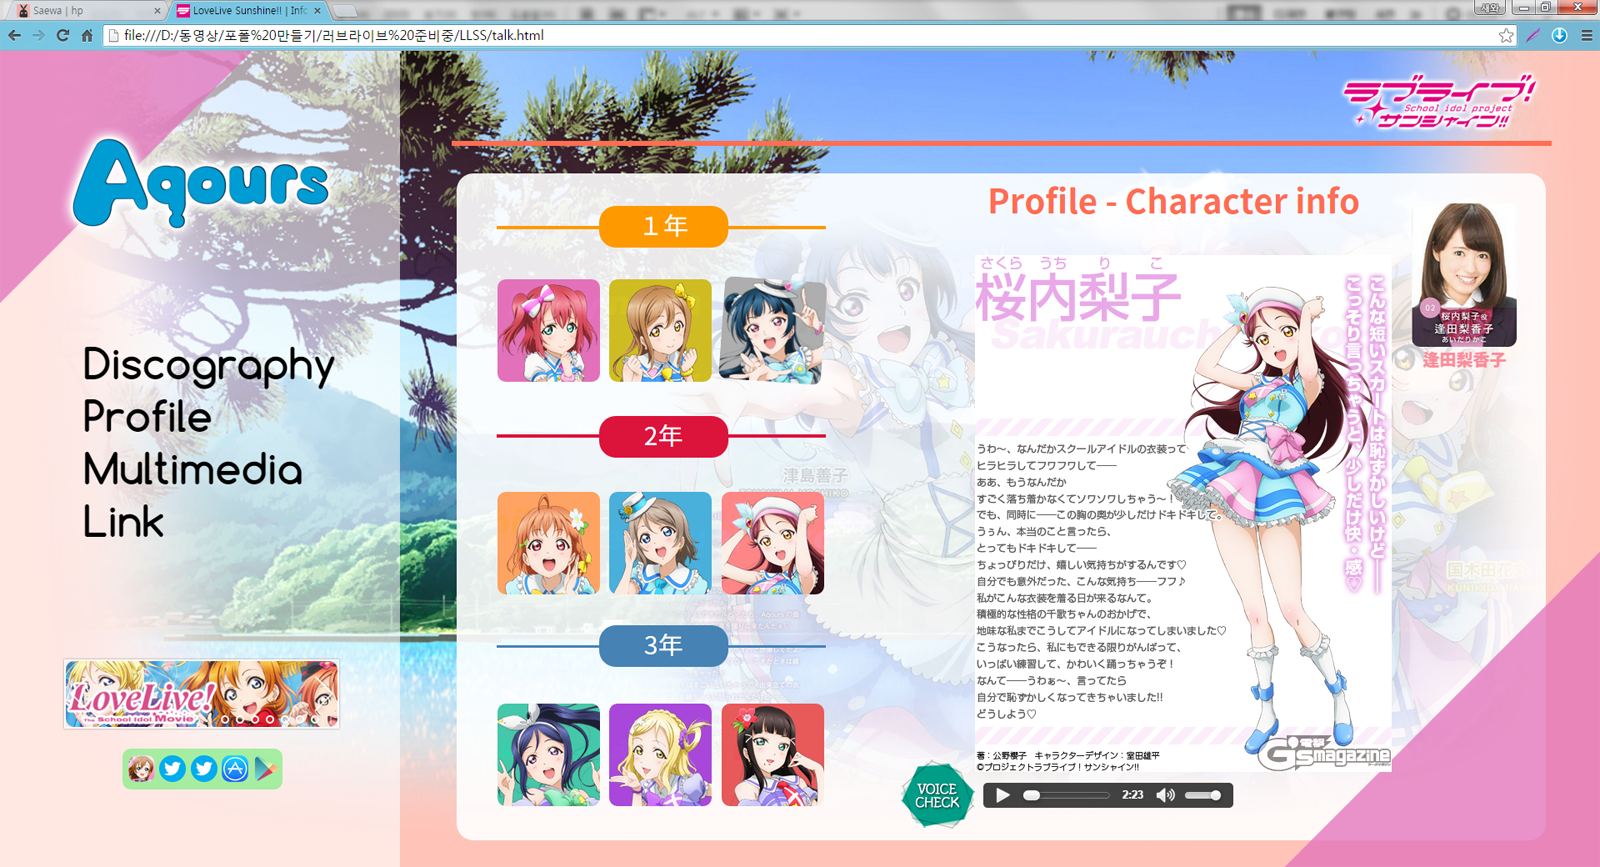 Saewa | hp
LoveLive Sunshine!! | Info
file:///D:/동영상/포폴%20만들기/러브라이브%20준비중/LLSS/talk.html
ラブライブ!
School idol project
サンシャイン!!
Aqours
Discography
Profile
Multimedia
Link
LoveLive!
The School Idol Movie
1年
2年
3年
津島善子
国木田花
Profile - Character info
さくら うち り こ
桜内梨子
Sakurauch
こんな短いスカートは恥ずかしいけど――
こっそり言っちゃうと、少しだけ快・感♡
うわ〜、なんだかスクールアイドルの衣装って
ヒラヒラしてフワフワして――
ああ、もうなんだか
すごく落ち着かなくてソワソワしちゃう〜！
でも、同時に――この胸の奥が少しだけドキドキして。
うぅん、本当のこと言ったら、
とってもドキドキして――
ちょっぴりだけ、嬉しい気持ちがするんです♡
自分でも意外だった、こんな気持ち――フフ♪
私がこんな衣装を着る日が来るなんて。
積極的な性格の千歌ちゃんのおかげで、
地味な私までこうしてアイドルになってしまいました♡
こうなったら、私にもできる限りがんばって、
いっぱい練習して、かわいく踊っちゃうぞ！
なんて――うわぁ〜、言ってたら
自分で恥ずかしくなってきちゃいました!!
どうしよう♡
著：公野櫻子　キャラクターデザイン：室田雄平
©プロジェクトラブライブ！サンシャイン!!
電撃
G's magazine
02
桜内梨子役
逢田梨香子
あいだりかこ
逢田梨香子
VOICE
CHECK
2:23